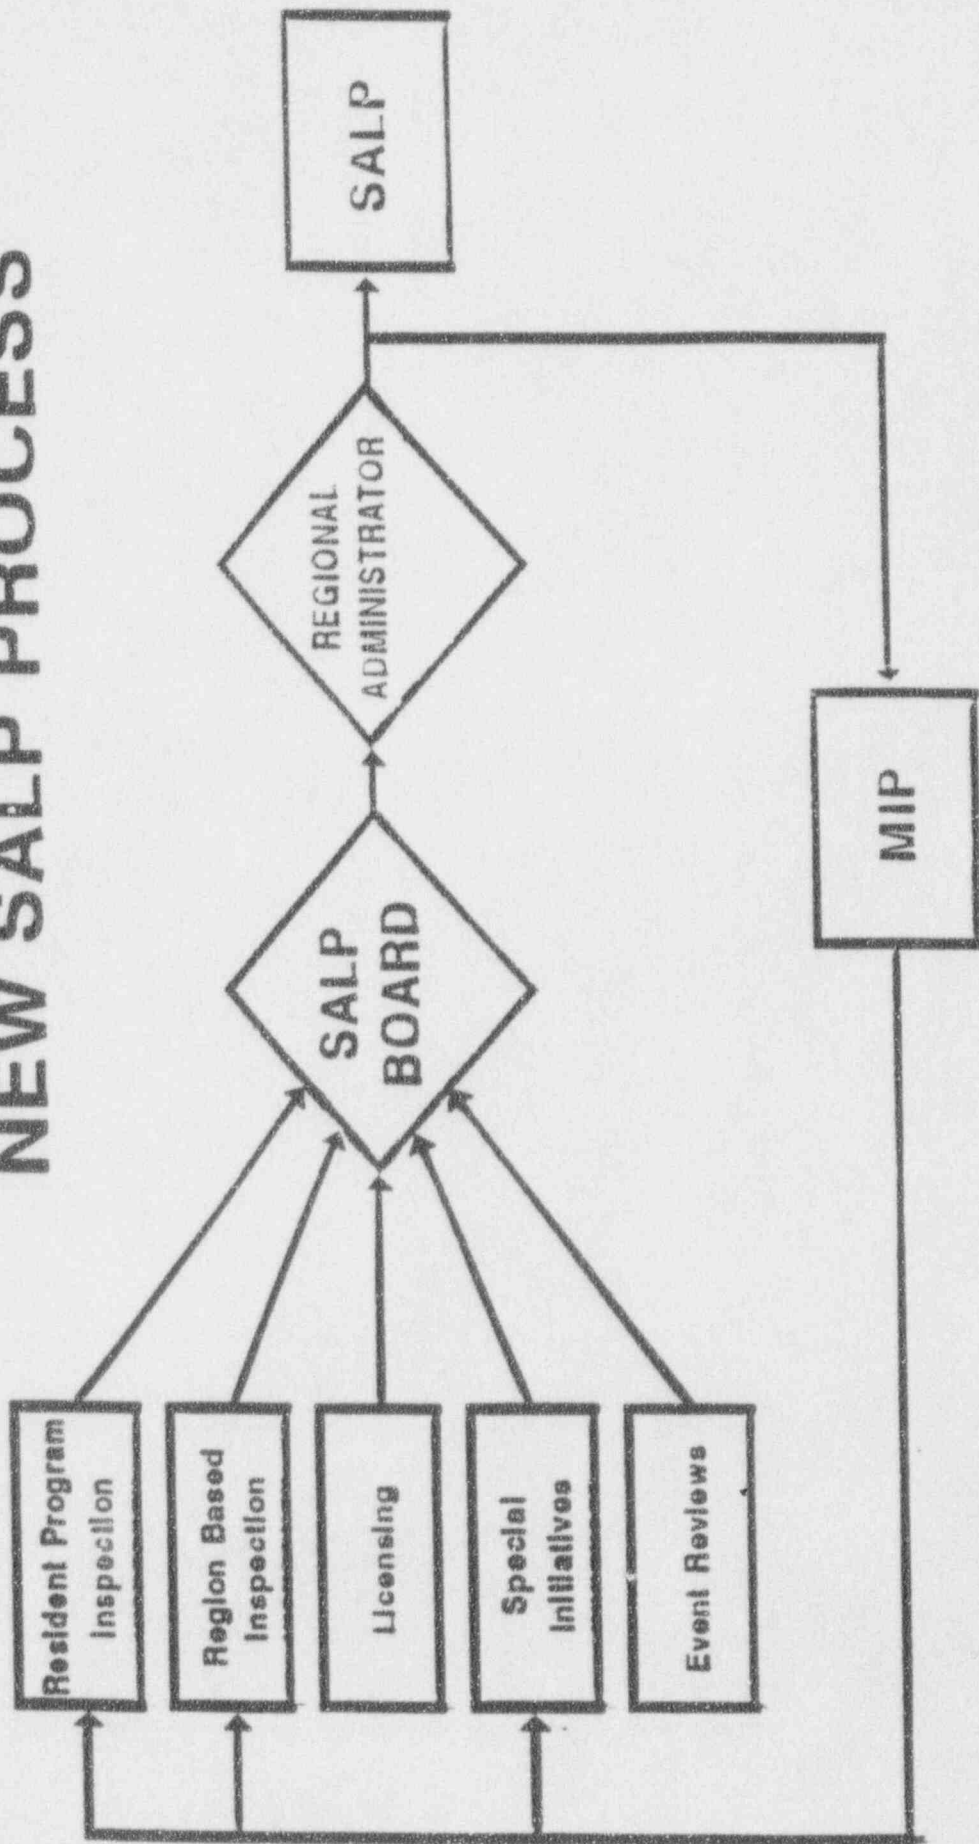 NEW SALP PROCESS
Resident Program
Inspection
Region Based
Inspection
Licensing
Special
Initiatives
Event Reviews
SALP
BOARD
REGIONAL
ADMINISTRATOR
SALP
MIP